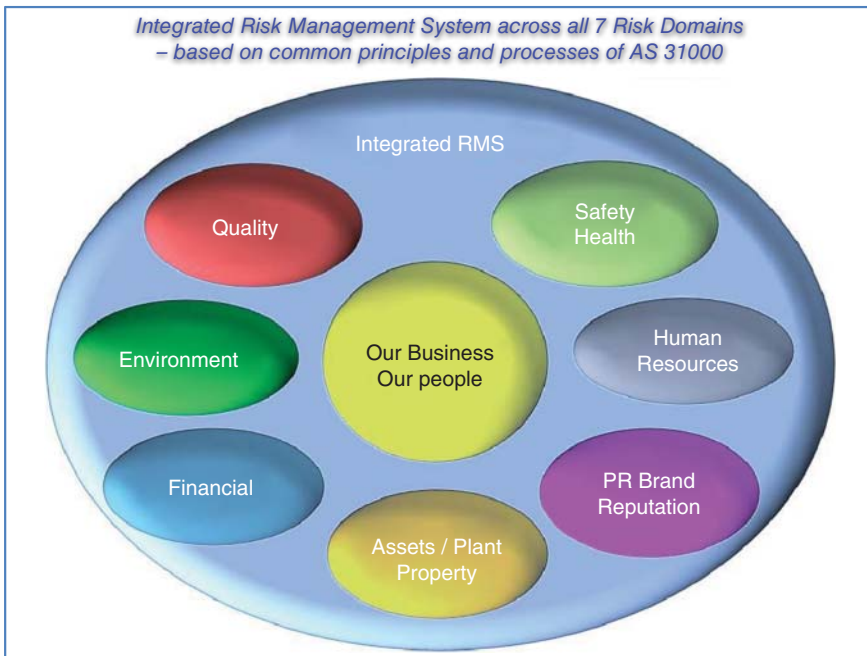 Integrated Risk Management System across all 7 Risk Domains
– based on common principles and processes of AS 31000
Integrated RMS
Quality
Safety
Health
Environment
Our Business
Our people
Human
Resources
Financial
PR Brand
Reputation
Assets / Plant
Property